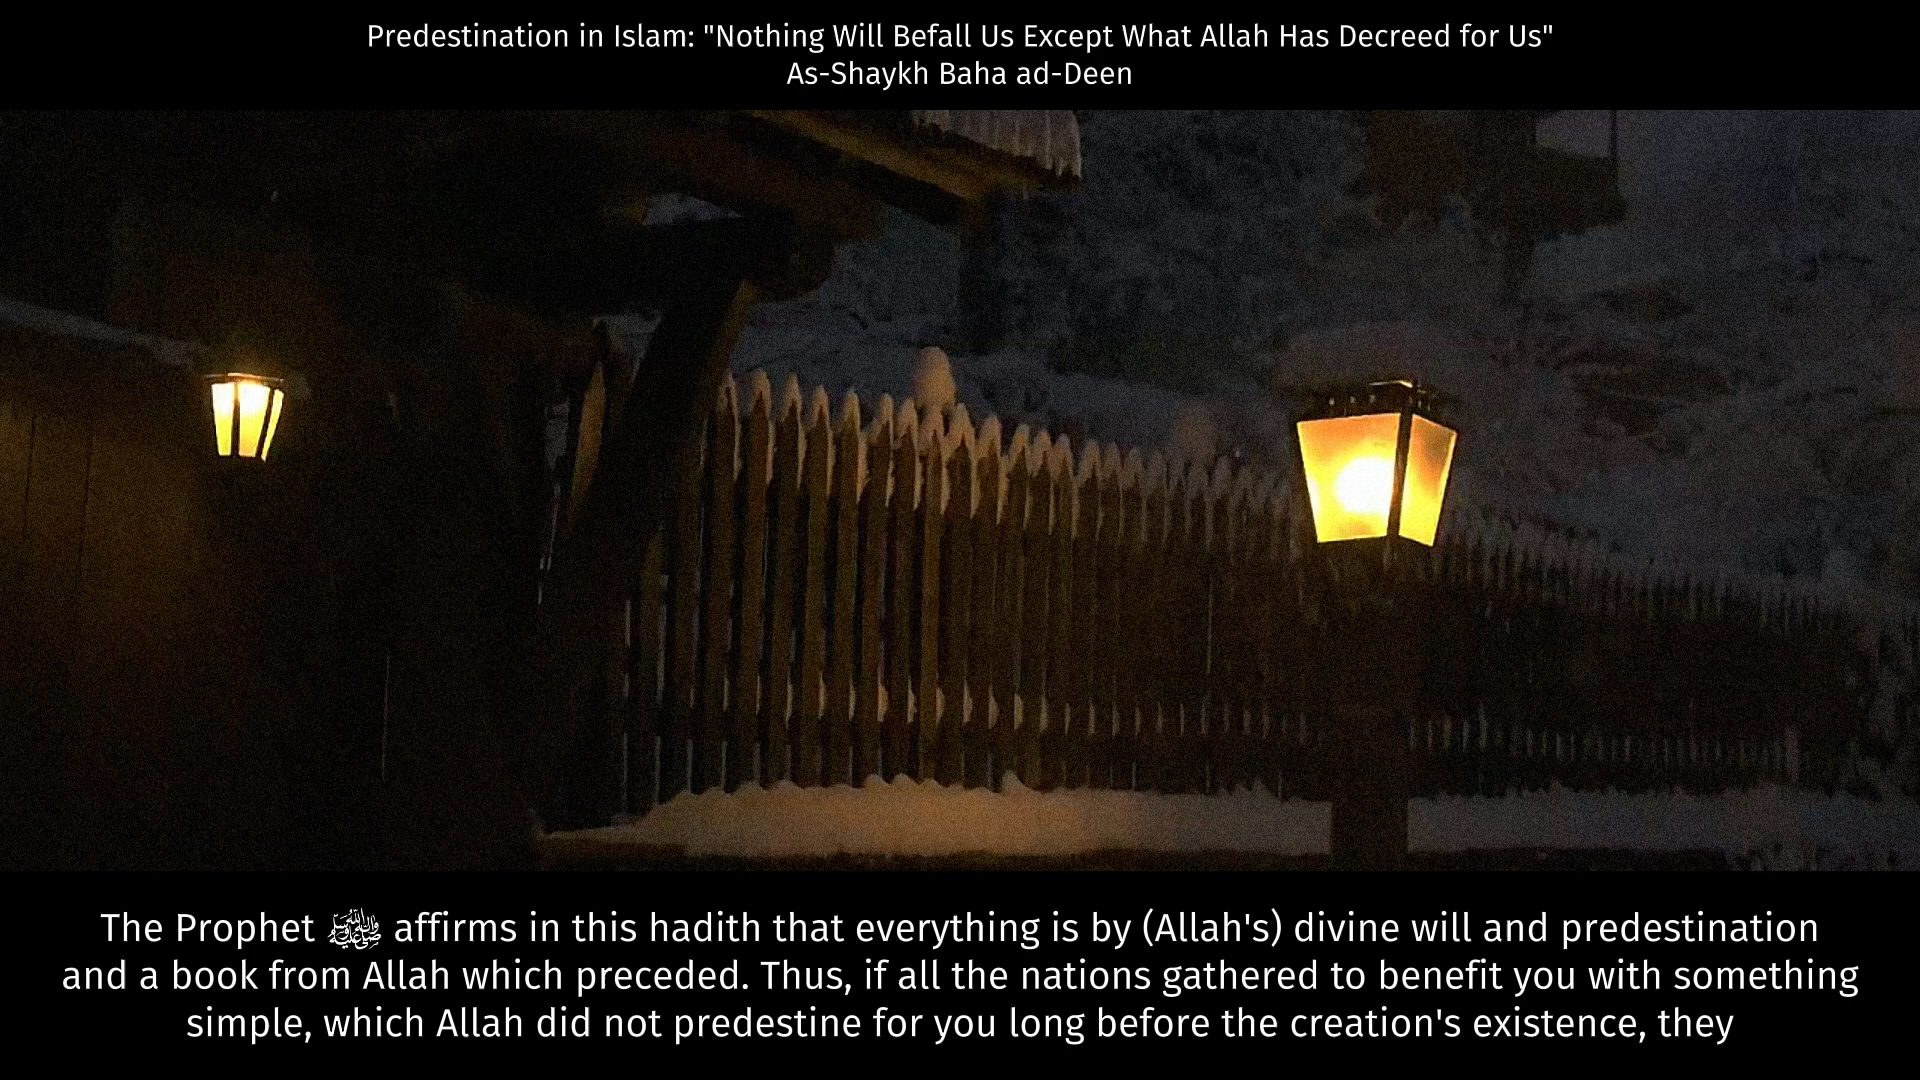 Predestination in Islam: "Nothing Will Befall Us Except What Allah Has Decreed for Us"
As-Shaykh Baha ad-Deen
The Prophet ﷺ affirms in this hadith that everything is by (Allah's) divine will and predestination
and a book from Allah which preceded. Thus, if all the nations gathered to benefit you with something
simple, which Allah did not predestine for you long before the creation's existence, they